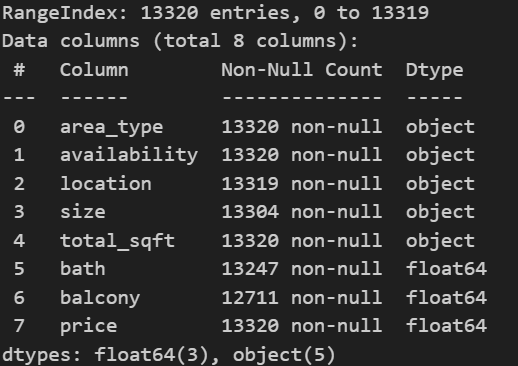 RangeIndex: 13320 entries, 0 to 13319
Data columns (total 8 columns):
 #   Column        Non-Null Count  Dtype
---  ------        --------------  -----
 0   area_type     13320 non-null  object
 1   availability  13320 non-null  object
 2   location      13319 non-null  object
 3   size          13304 non-null  object
 4   total_sqft    13320 non-null  object
 5   bath          13247 non-null  float64
 6   balcony       12711 non-null  float64
 7   price         13320 non-null  float64
dtypes: float64(3), object(5)